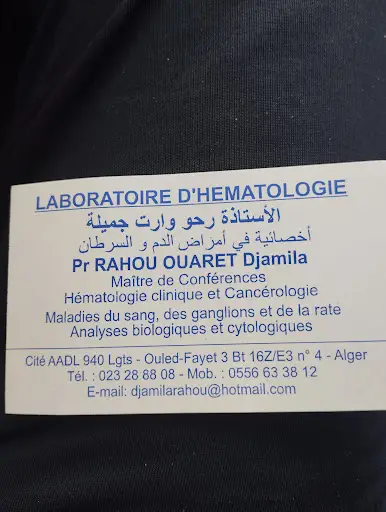 LABORATOIRE D'HEMATOLOGIE
الأستاذة رحو وارت جميلة
أخصائية في أمراض الدم و السرطان
Pr RAHOU OUARET Djamila
Maître de Conférences
Hématologie clinique et Cancérologie
Maladies du sang, des ganglions et de la rate
Analyses biologiques et cytologiques
Cité AADL 940 Lgts - Ouled-Fayet 3 Bt 16Z/E3 n° 4 - Alger
Tél. : 023 28 88 08 - Mob. : 0556 63 38 12
E-mail: djamilarahou@hotmail.com